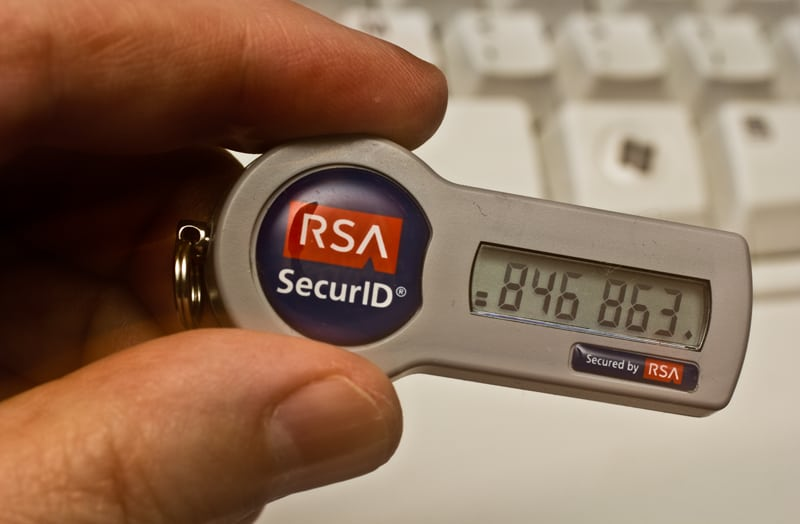 RSA
SecurID®
846 863.
Secured by RSA